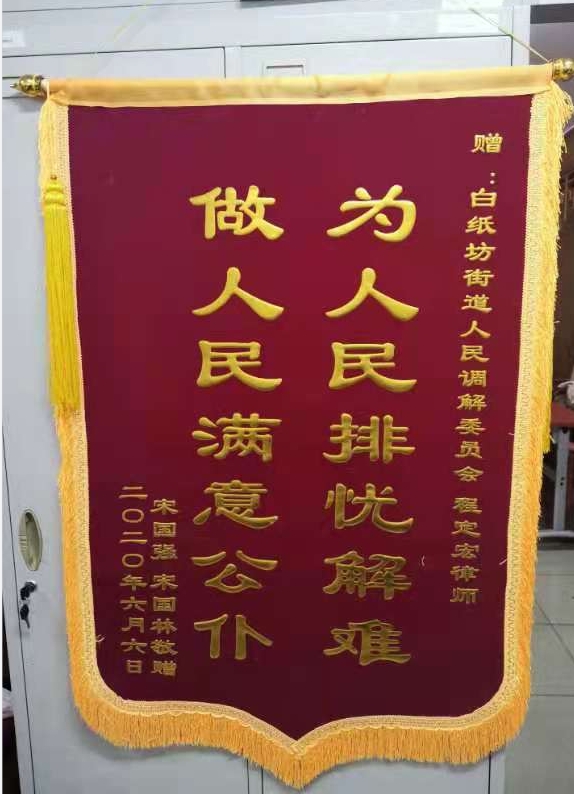 赠：白纸坊街道人民调解委员会 程定宏律师
为人民排忧解难
做人民满意公仆
宋国强 宋国林敬赠
二〇二〇年六月六日